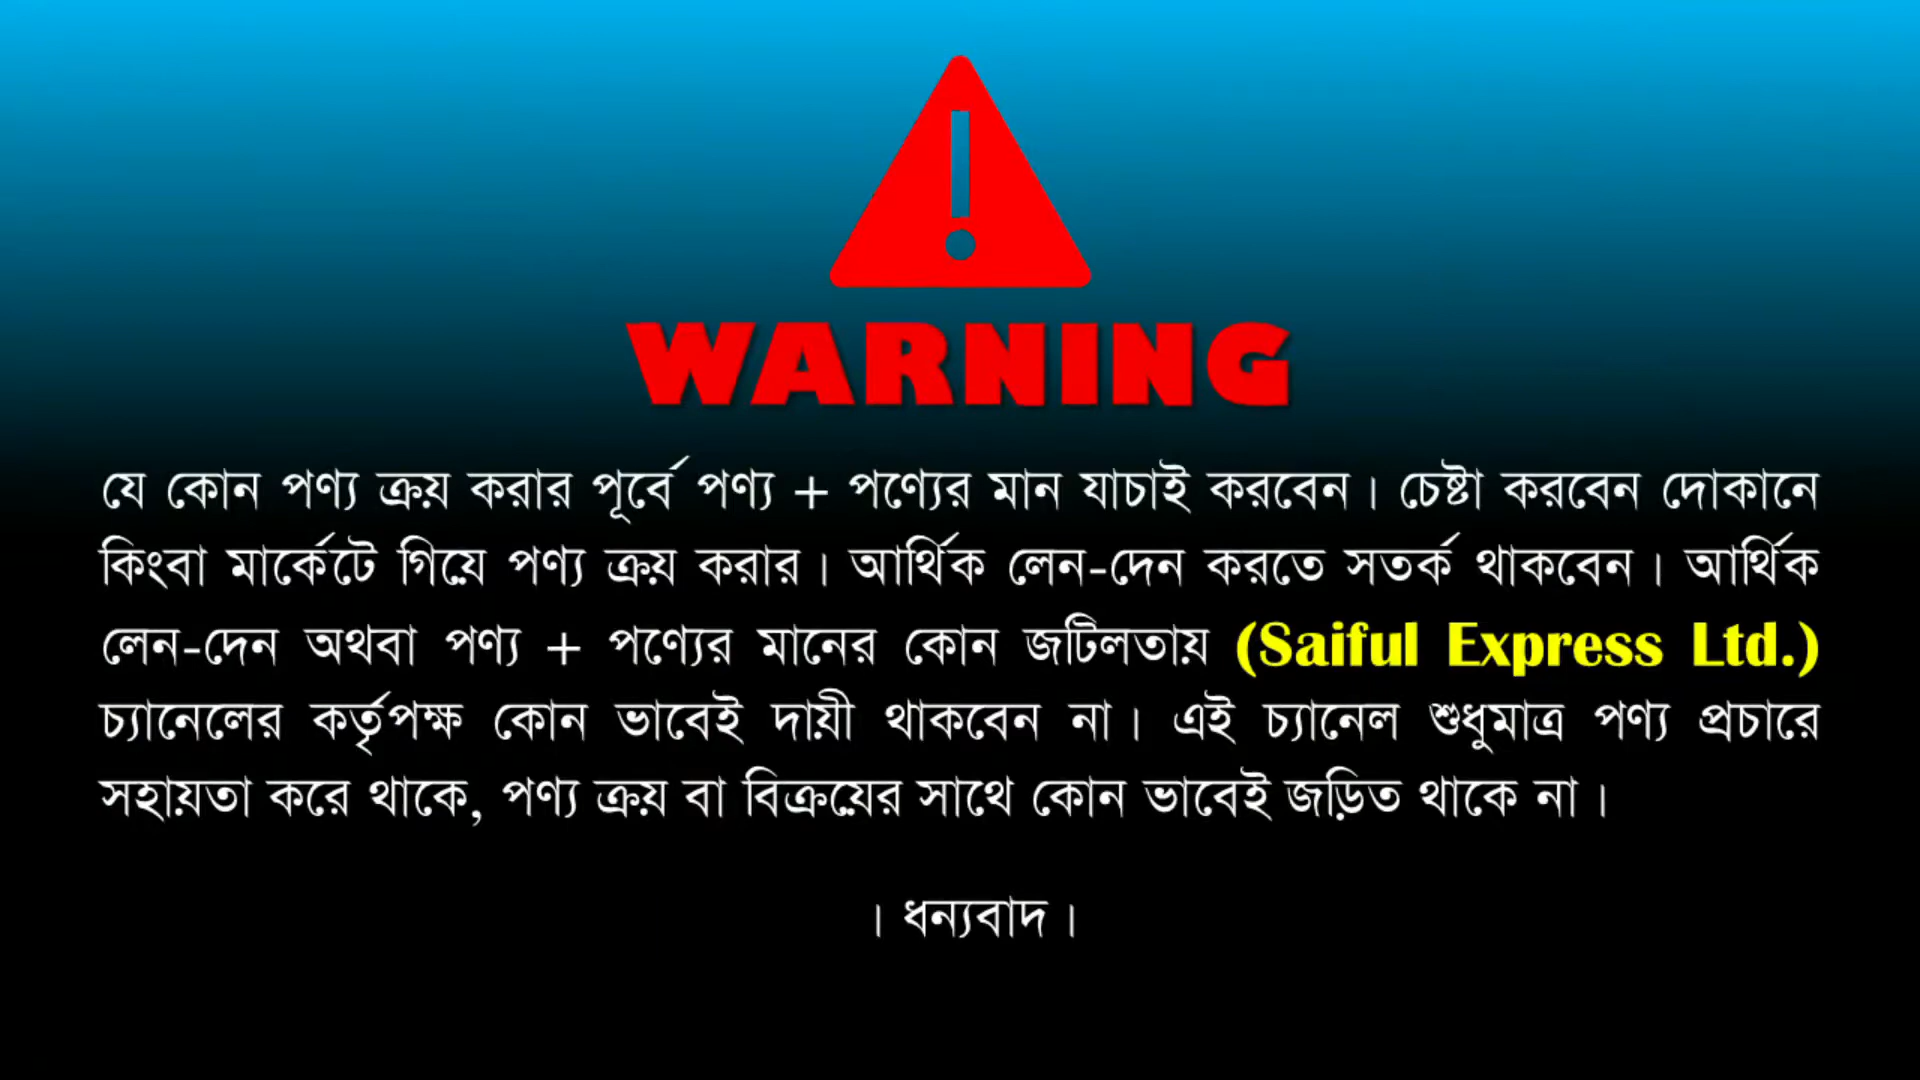 WARNING
যে কোন পণ্য ক্রয় করার পূর্বে পণ্য + পণ্যের মান যাচাই করবেন। চেষ্টা করবেন দোকানে
কিংবা মার্কেটে গিয়ে পণ্য ক্রয় করার। আর্থিক লেন-দেন করতে সতর্ক থাকবেন। আর্থিক
লেন-দেন অথবা পণ্য + পণ্যের মানের কোন জটিলতায় (Saiful Express Ltd.)
চ্যানেলের কর্তৃপক্ষ কোন ভাবেই দায়ী থাকবেন না। এই চ্যানেল শুধুমাত্র পণ্য প্রচারে
সহায়তা করে থাকে, পণ্য ক্রয় বা বিক্রয়ের সাথে কোন ভাবেই জড়িত থাকে না।
। ধন্যবাদ ।